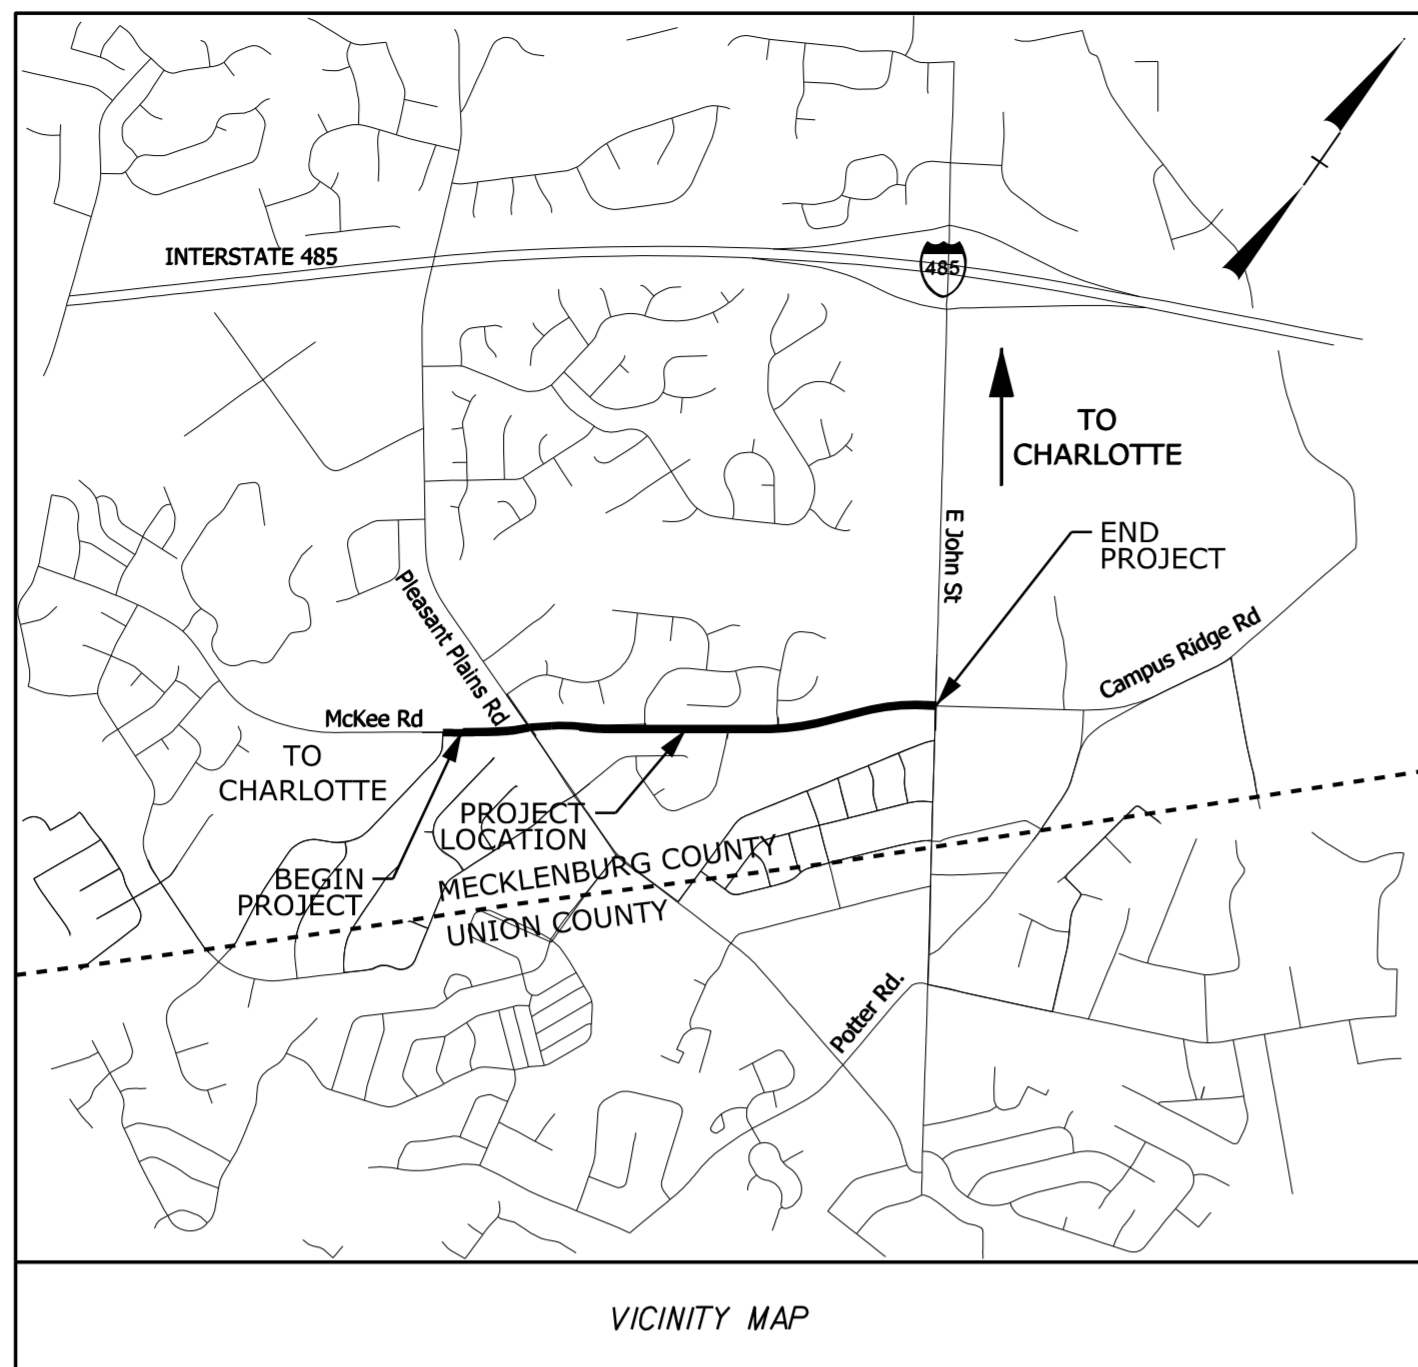 INTERSTATE 485
485
TO
CHARLOTTE
E John St
END
PROJECT
Pleasant Plains Rd
Campus Ridge Rd
McKee Rd
TO
CHARLOTTE
PROJECT
LOCATION
BEGIN
PROJECT
MECKLENBURG COUNTY
UNION COUNTY
Potter Rd.
VICINITY MAP